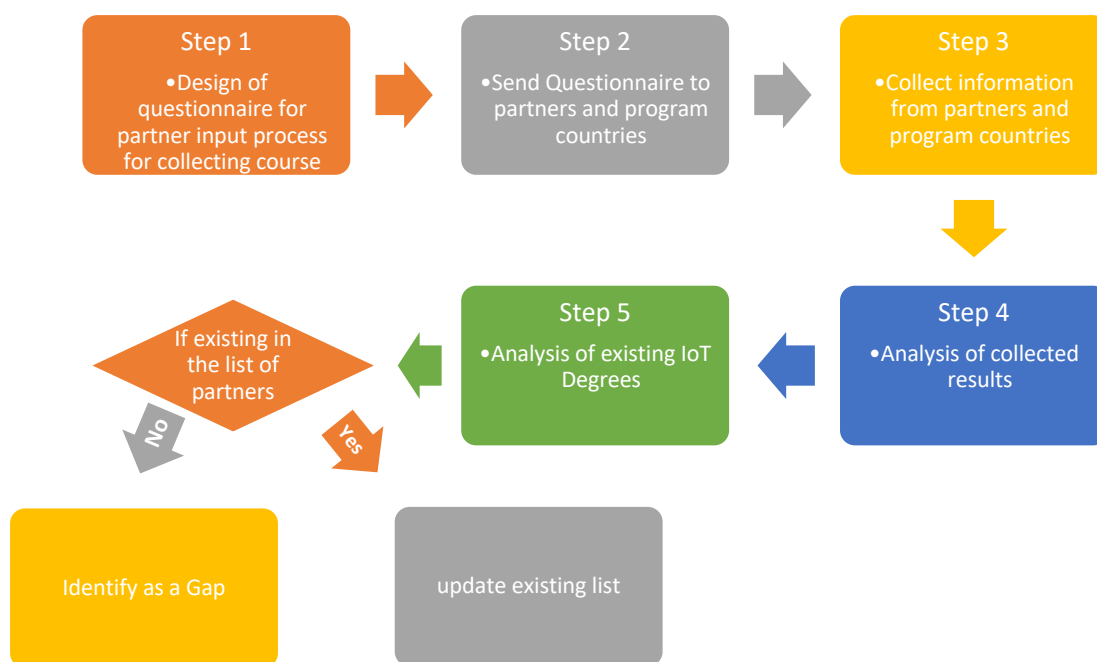 Step 1
•Design of
questionnaire for
partner input process
for collecting course
Step 2
•Send Questionnaire to
partners and program
countries
Step 3
•Collect information
from partners and
program countries
Step 4
•Analysis of collected
results
Step 5
•Analysis of existing IoT
Degrees
If existing in
the list of
partners
No
Yes
Identify as a Gap
update existing list